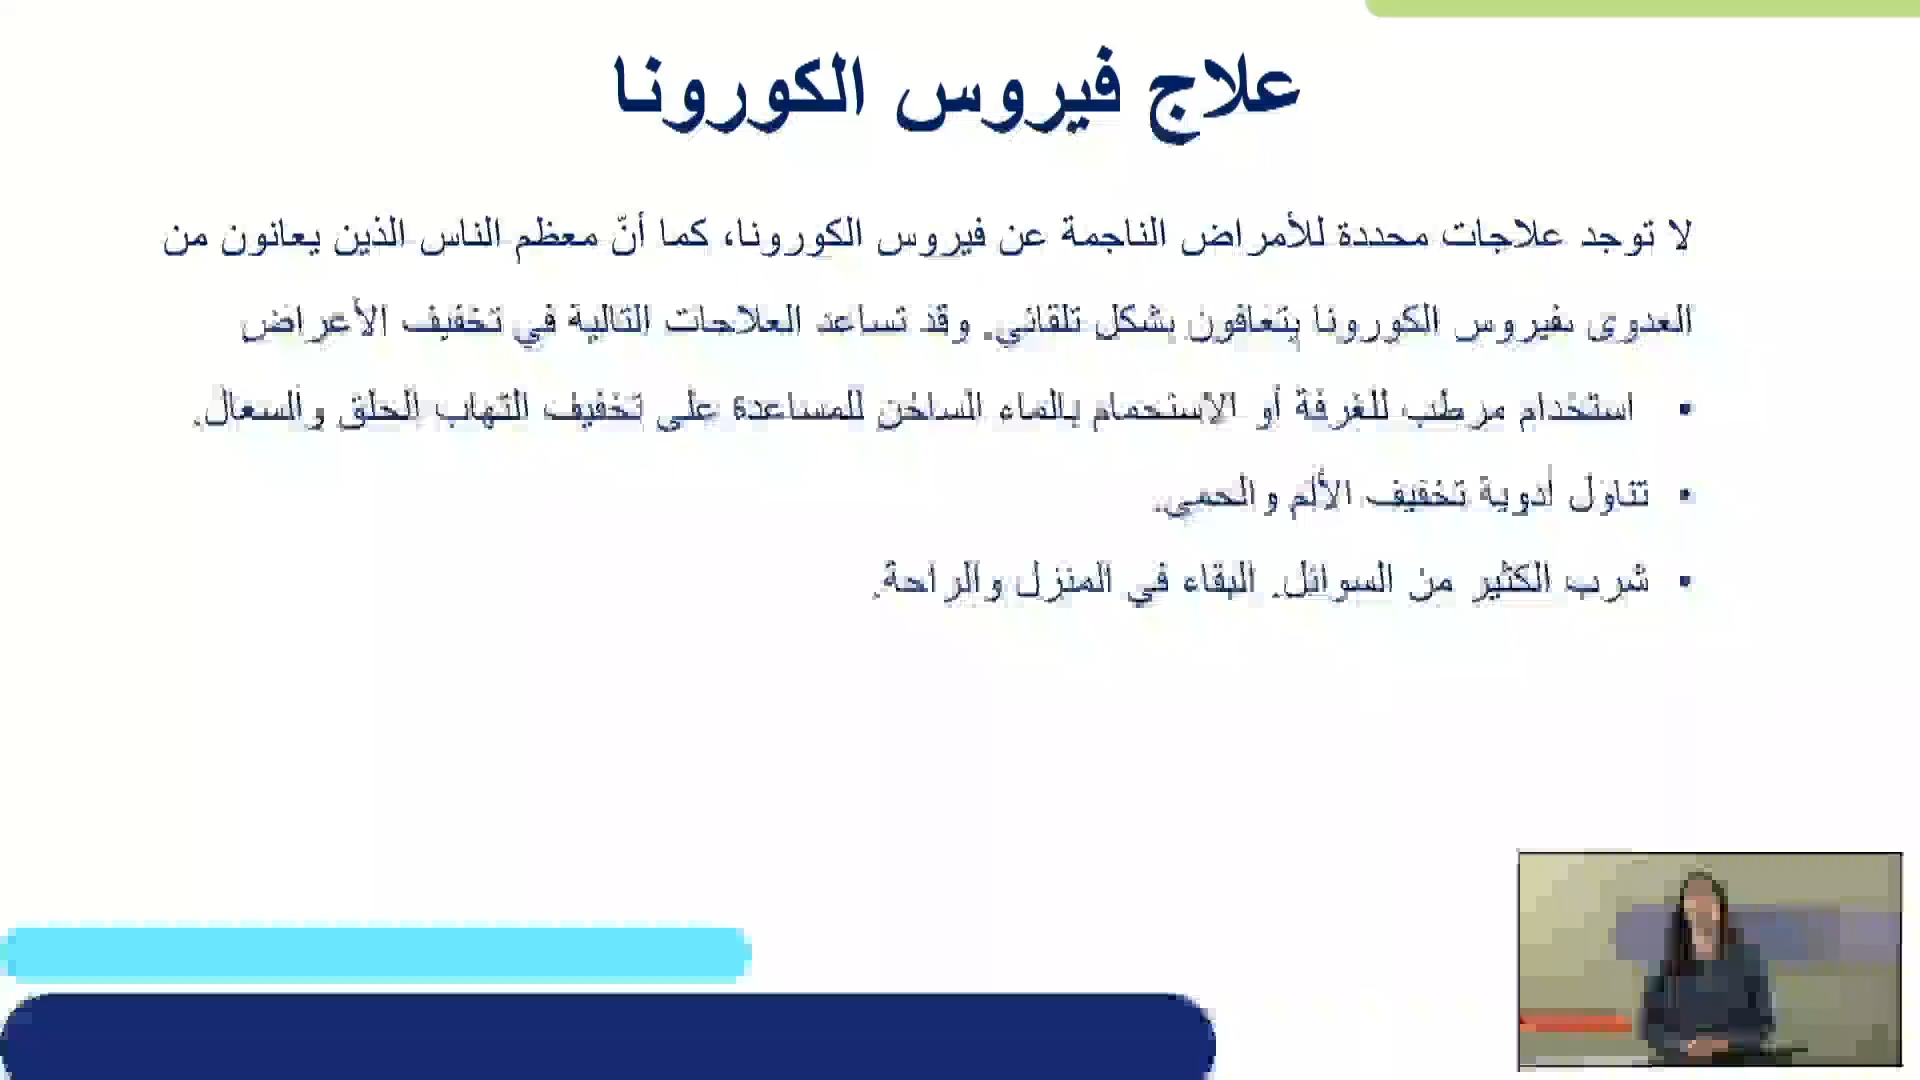 علاج فيروس الكورونا
لا توجد علاجات محددة للأمراض الناجمة عن فيروس الكورونا، كما أنّ معظم الناس الذين يعانون من
العدوى بفيروس الكورونا يتعافون بشكل تلقائي. وقد تساعد العلاجات التالية في تخفيف الأعراض
• استخدام مرطب للغرفة أو الاستحمام بالماء الساخن للمساعدة على تخفيف التهاب الحلق والسعال.
• تناول أدوية تخفيف الألم والحمى.
• شرب الكثير من السوائل. البقاء في المنزل والراحة.